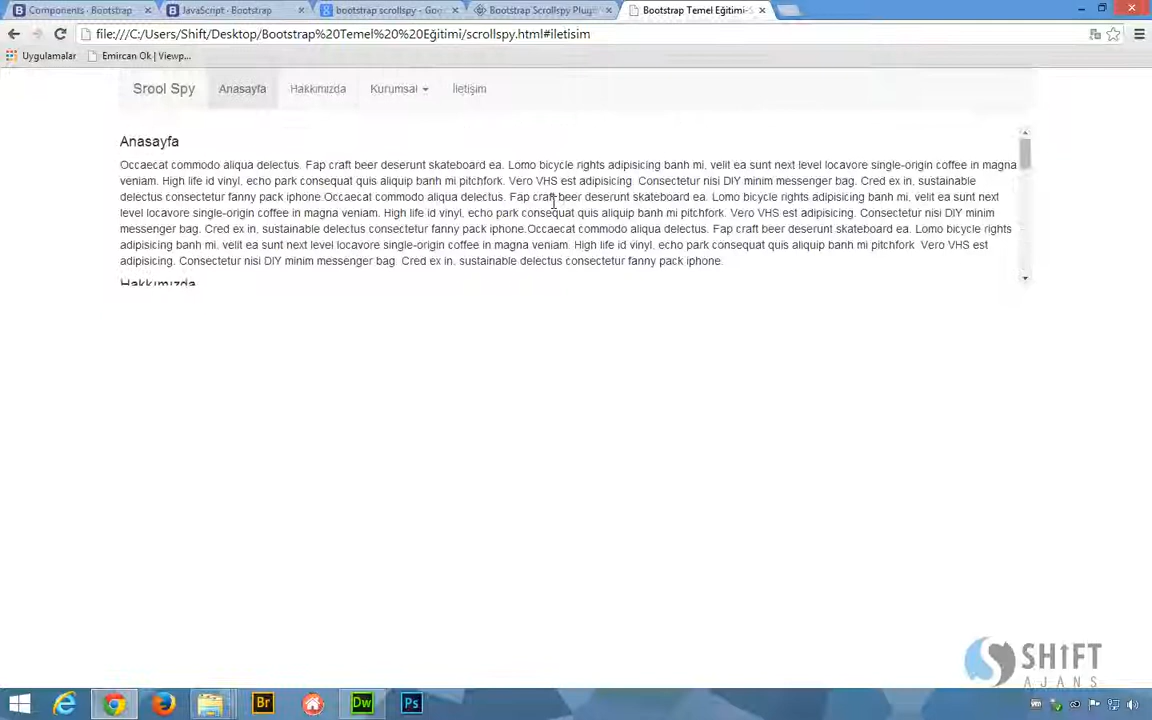 Components · Bootstrap
JavaScript · Bootstrap
bootstrap scrollspy - Goo
Bootstrap Scrollspy Plugin
Bootstrap Temel Eğitimi-S
file:///C:/Users/Shift/Desktop/Bootstrap%20Temel%20%20Eğitimi/scrollspy.html#iletisim
Uygulamalar
Emircan Ok | Viewp...
Srool Spy
Anasayfa
Hakkımızda
Kurumsal
İletişim
Anasayfa
Occaecat commodo aliqua delectus. Fap craft beer deserunt skateboard ea. Lomo bicycle rights adipisicing banh mi, velit ea sunt next level locavore single-origin coffee in magna
veniam. High life id vinyl, echo park consequat quis aliquip banh mi pitchfork. Vero VHS est adipisicing. Consectetur nisi DIY minim messenger bag. Cred ex in, sustainable
delectus consectetur fanny pack iphone.Occaecat commodo aliqua delectus. Fap craft beer deserunt skateboard ea. Lomo bicycle rights adipisicing banh mi, velit ea sunt next
level locavore single-origin coffee in magna veniam. High life id vinyl, echo park consequat quis aliquip banh mi pitchfork. Vero VHS est adipisicing. Consectetur nisi DIY minim
messenger bag. Cred ex in, sustainable delectus consectetur fanny pack iphone.Occaecat commodo aliqua delectus. Fap craft beer deserunt skateboard ea. Lomo bicycle rights
adipisicing banh mi, velit ea sunt next level locavore single-origin coffee in magna veniam. High life id vinyl, echo park consequat quis aliquip banh mi pitchfork. Vero VHS est
adipisicing. Consectetur nisi DIY minim messenger bag. Cred ex in, sustainable delectus consectetur fanny pack iphone.
Hakkımızda
SHiFT
AJANS
Br
Dw
Ps